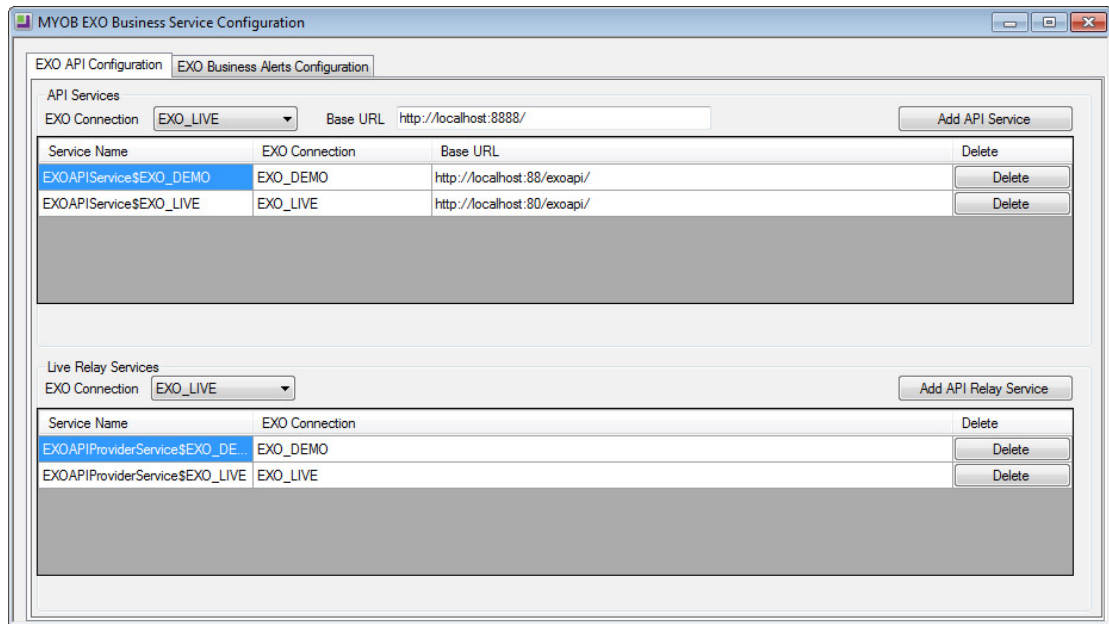 MYOB EXO Business Service Configuration
EXO API Configuration EXO Business Alerts Configuration
API Services
EXO Connection EXO_LIVE Base URL http://localhost:8888/ Add API Service
Service Name EXO Connection Base URL Delete
EXOAPIService$EXO_DEMO EXO_DEMO http://localhost:88/exoapi/ Delete
EXOAPIService$EXO_LIVE EXO_LIVE http://localhost:80/exoapi/ Delete
Live Relay Services
EXO Connection EXO_LIVE Add API Relay Service
Service Name EXO Connection Delete
EXOAPIProviderService$EXO_DE... EXO_DEMO Delete
EXOAPIProviderService$EXO_LIVE EXO_LIVE Delete